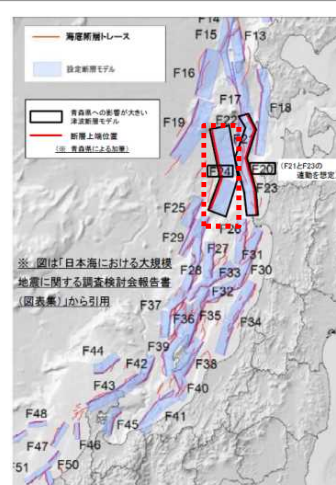 F14
F15
F13
海底断層トレース
設定断層モデル
F16
F17
F18
青森県への影響が大きい
津波断層モデル
断層上端位置
(※ 青森県による加筆)
F19
F22
F24
F20
(F21とF23の
連動を想定)
F23
F25
F26
F29
F27
F31
F30
F28
F33
F32
※ 図は「日本海における大規模
地震に関する調査検討会報告書
(図表集)」から引用
F37
F36
F35
F34
F39
F44
F42
F38
F43
F40
F41
F48
F45
F47
F46
F50
F51